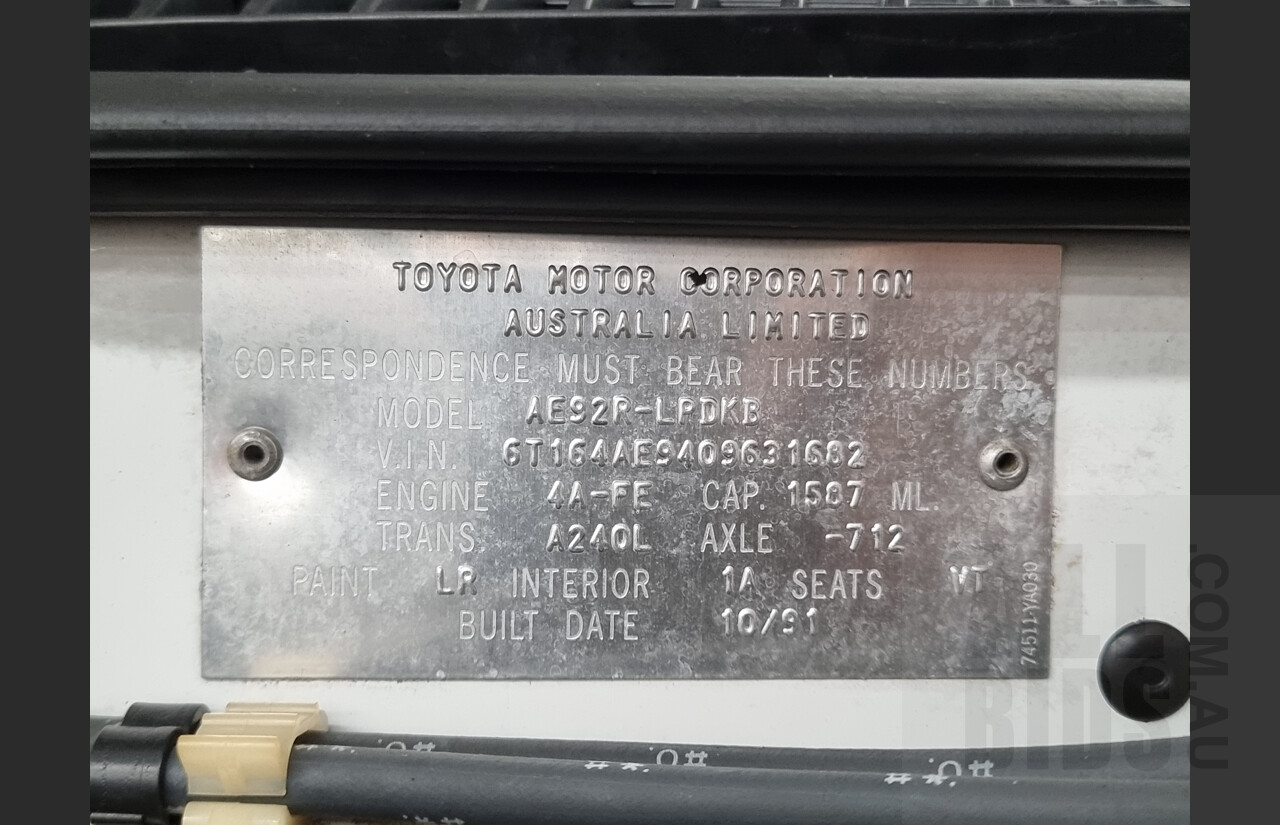 TOYOTA MOTOR CORPORATION
AUSTRALIA LIMITED
CORRESPONDENCE MUST BEAR THESE NUMBERS
MODEL AE92R-LPDKB
V.I.N. 6T164AE9409631682
ENGINE 4A-FE CAP. 1587 ML.
TRANS. A240L AXLE -712
PAINT LR INTERIOR 1A SEATS VT
BUILT DATE 10/91
74511-YA030
ALL
BIDS
.COM.AU